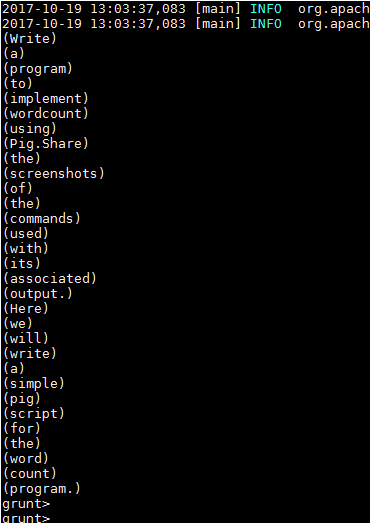 2017-10-19 13:03:37,083 [main] INFO  org.apach
2017-10-19 13:03:37,083 [main] INFO  org.apach
(Write)
(a)
(program)
(to)
(implement)
(wordcount)
(using)
(Pig.Share)
(the)
(screenshots)
(of)
(the)
(commands)
(used)
(with)
(its)
(associated)
(output.)
(Here)
(we)
(will)
(write)
(a)
(simple)
(pig)
(script)
(for)
(the)
(word)
(count)
(program.)
grunt>
grunt>